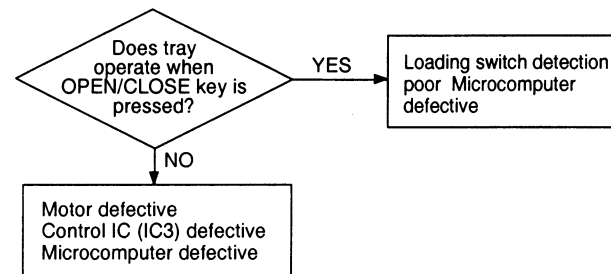 Does tray
operate when
OPEN/CLOSE key is
pressed?
YES
Loading switch detection
poor Microcomputer
defective
NO
Motor defective
Control IC (IC3) defective
Microcomputer defective